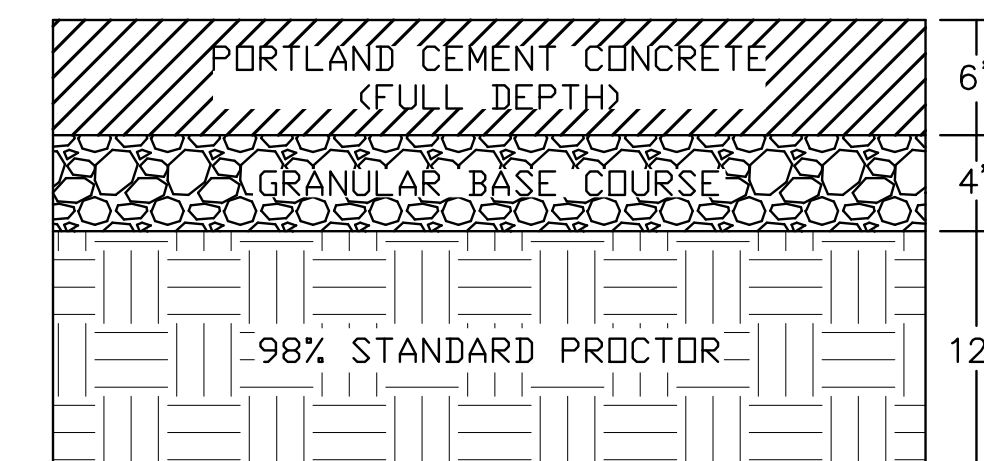 PORTLAND CEMENT CONCRETE
(FULL DEPTH)
6"
GRANULAR BASE COURSE
4"
98% STANDARD PROCTOR
12